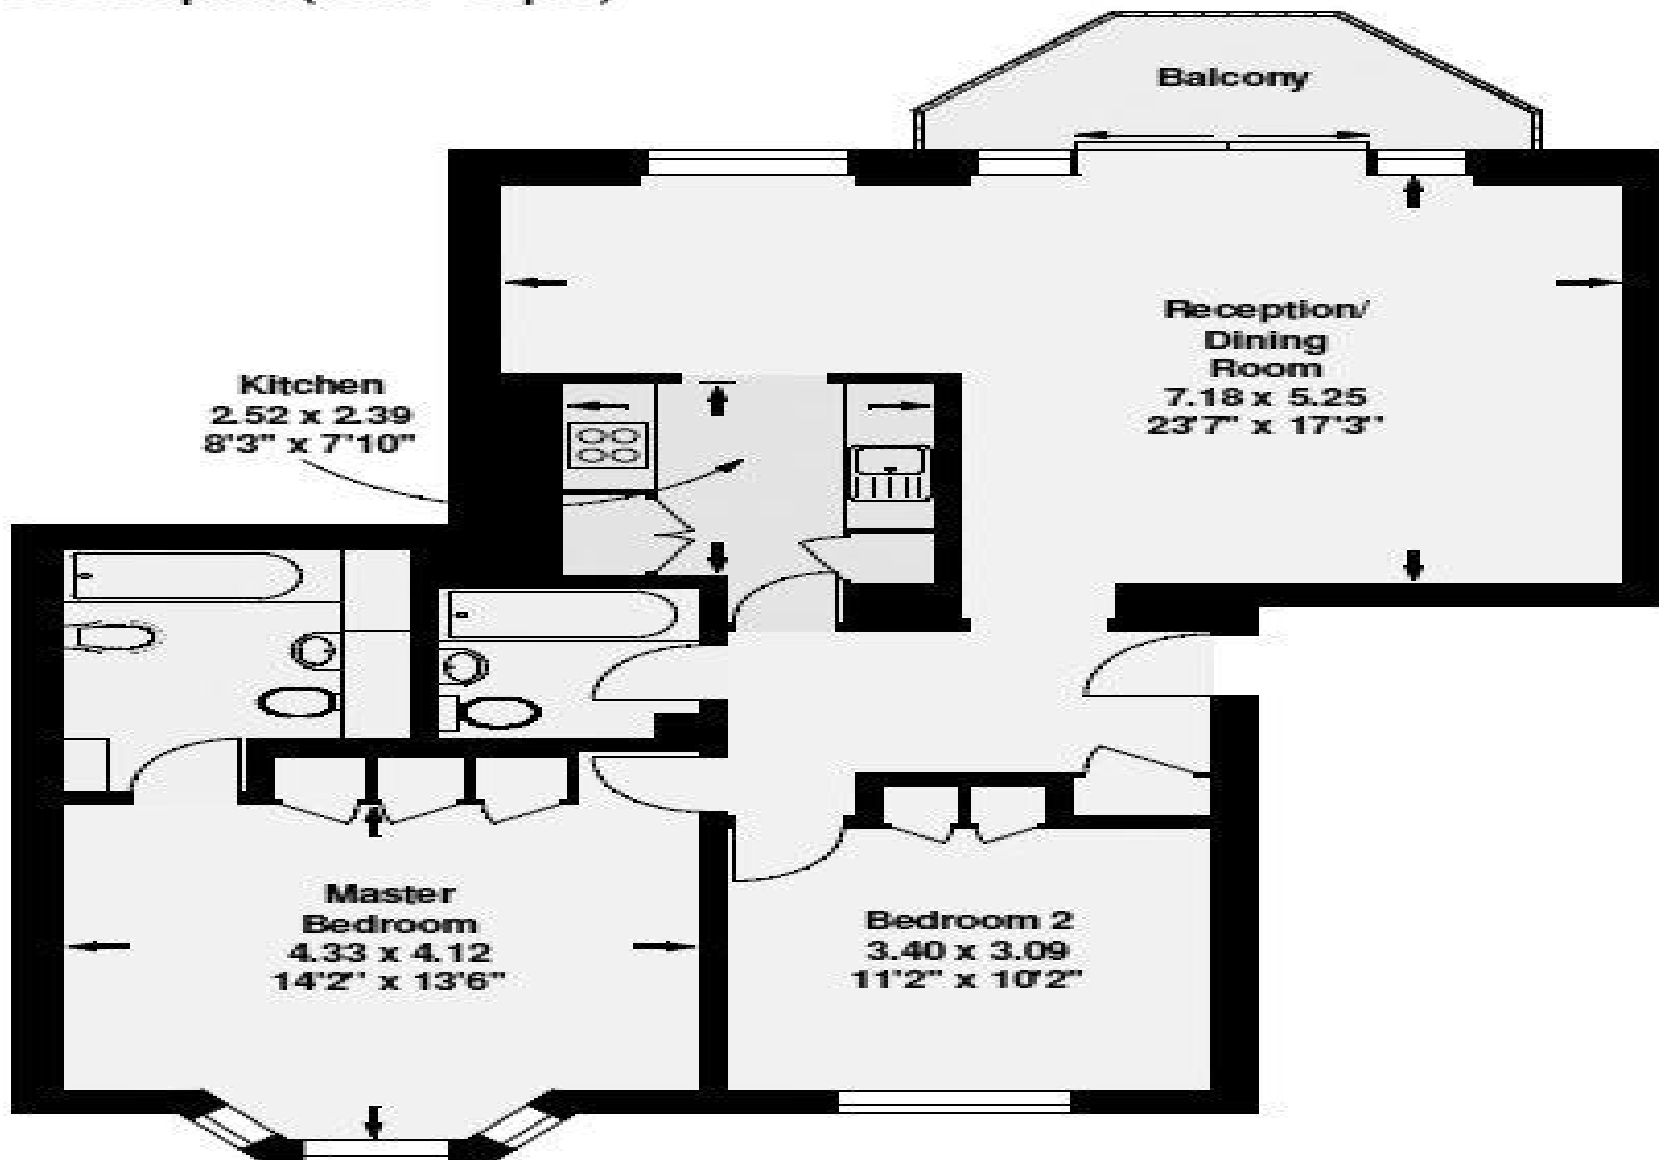 Balcony
Reception/
Dining
Room
7.18 x 5.25
23'7" x 17'3"
Kitchen
2.52 x 2.39
8'3" x 7'10"
Master
Bedroom
4.33 x 4.12
14'2" x 13'6"
Bedroom 2
3.40 x 3.09
11'2" x 10'2"